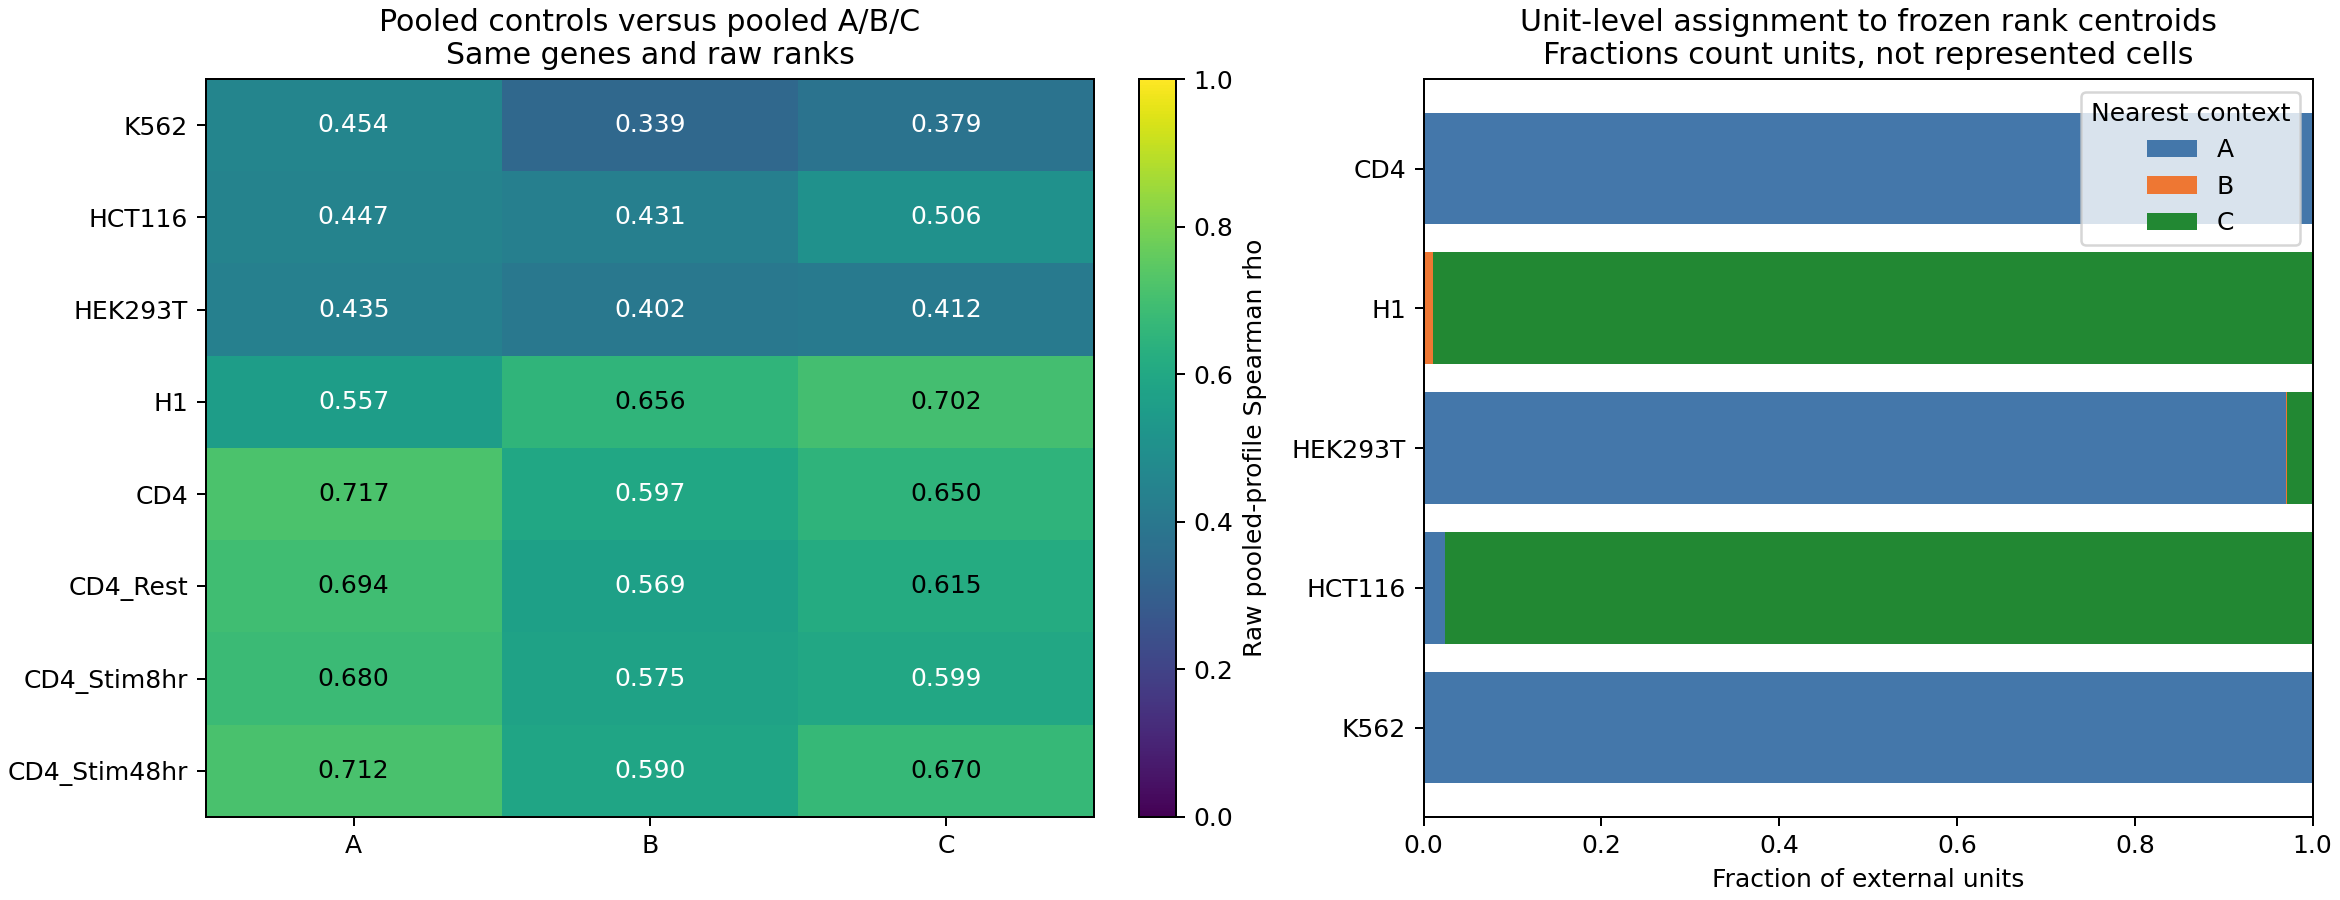 Pooled controls versus pooled A/B/C
Same genes and raw ranks
K562 0.454 0.339 0.379
HCT116 0.447 0.431 0.506
HEK293T 0.435 0.402 0.412
H1 0.557 0.656 0.702
CD4 0.717 0.597 0.650
CD4_Rest 0.694 0.569 0.615
CD4_Stim8hr 0.680 0.575 0.599
CD4_Stim48hr 0.712 0.590 0.670
A B C
1.0
0.8
0.6
0.4
0.2
0.0
Raw pooled-profile Spearman rho
Unit-level assignment to frozen rank centroids
Fractions count units, not represented cells
Nearest context
A
B
C
CD4
H1
HEK293T
HCT116
K562
0.0 0.2 0.4 0.6 0.8 1.0
Fraction of external units